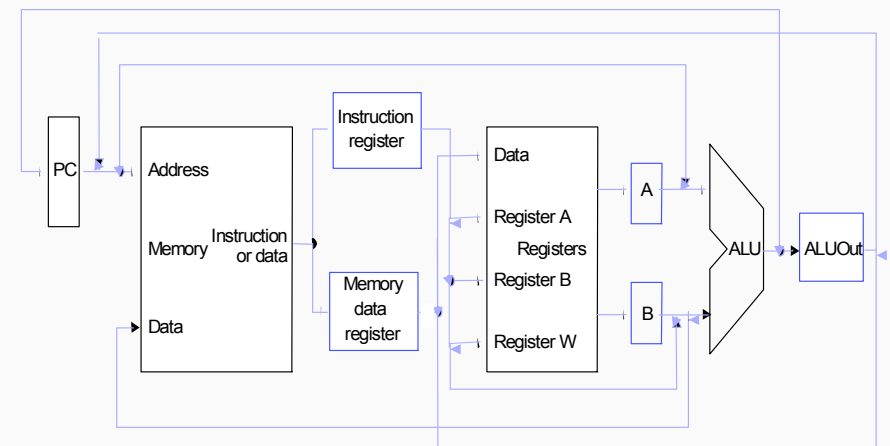 PC
Address
Memory
Instruction
or data
Data
Instruction
register
Memory
data
register
Data
Register A
Registers
Register B
Register W
A
B
ALU
ALUOut